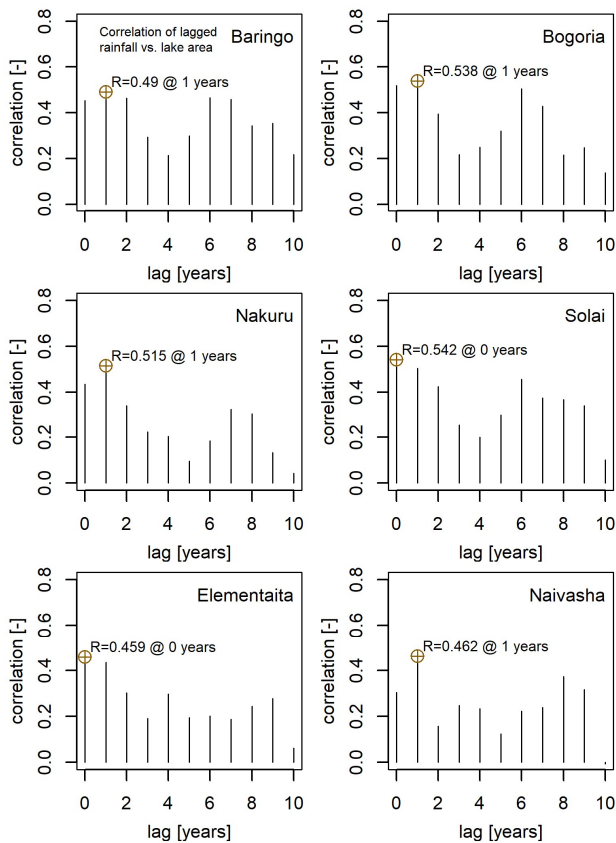 Correlation of lagged
rainfall vs. lake area
Baringo
R=0.49 @ 1 years
correlation [-]
0.0 0.2 0.4 0.6 0.8
0 2 4 6 8 10
lag [years]
Bogoria
R=0.538 @ 1 years
correlation [-]
0.0 0.2 0.4 0.6 0.8
0 2 4 6 8 10
lag [years]
Nakuru
R=0.515 @ 1 years
correlation [-]
0.0 0.2 0.4 0.6 0.8
0 2 4 6 8 10
lag [years]
Solai
R=0.542 @ 0 years
correlation [-]
0.0 0.2 0.4 0.6 0.8
0 2 4 6 8 10
lag [years]
Elementaita
R=0.459 @ 0 years
correlation [-]
0.0 0.2 0.4 0.6 0.8
0 2 4 6 8 10
lag [years]
Naivasha
R=0.462 @ 1 years
correlation [-]
0.0 0.2 0.4 0.6 0.8
0 2 4 6 8 10
lag [years]